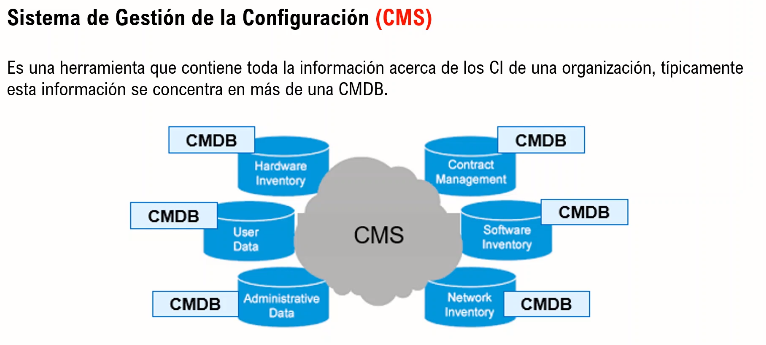 Sistema de Gestión de la Configuración (CMS)
Es una herramienta que contiene toda la información acerca de los CI de una organización, típicamente
esta información se concentra en más de una CMDB.
CMDB
Hardware
Inventory
CMDB
Contract
Management
CMDB
User
Data
CMS
CMDB
Software
Inventory
CMDB
Administrative
Data
Network
Inventory
CMDB